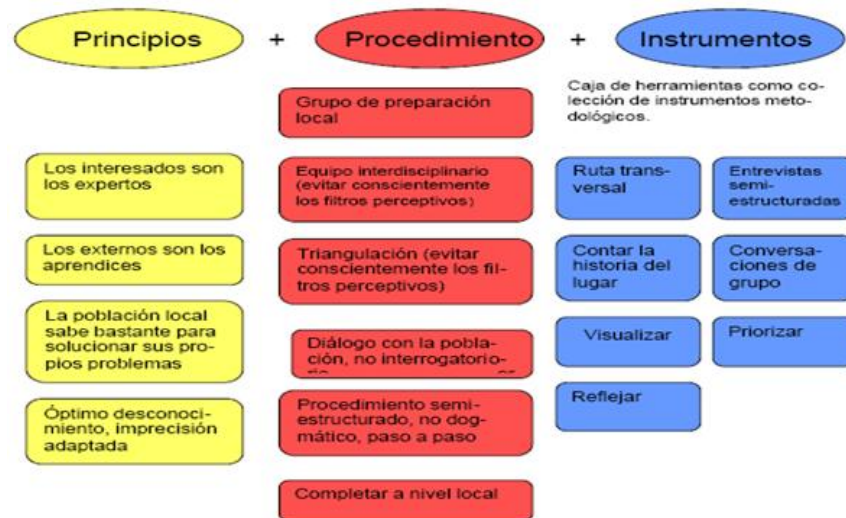 Principios + Procedimiento + Instrumentos
Grupo de preparación
local
Caja de herramientas como co-
lección de instrumentos meto-
dológicos.
Los interesados son
los expertos
Los externos son los
aprendices
La población local
sabe bastante para
solucionar sus pro-
pios problemas
Óptimo desconoci-
miento, imprecisión
adaptada
Equipo interdisciplinario
(evitar conscientemente
los filtros perceptivos)
Triangulación (evitar
conscientemente los fil-
tros perceptivos)
Diálogo con la pobla-
ción, no interrogatorio-
Procedimiento semi-
estructurado, no dog-
mático, paso a paso
Completar a nivel local
Ruta trans-
versal
Entrevistas
semi-
estructuradas
Contar la
historia del
lugar
Conversa-
ciones de
grupo
Visualizar
Priorizar
Reflejar